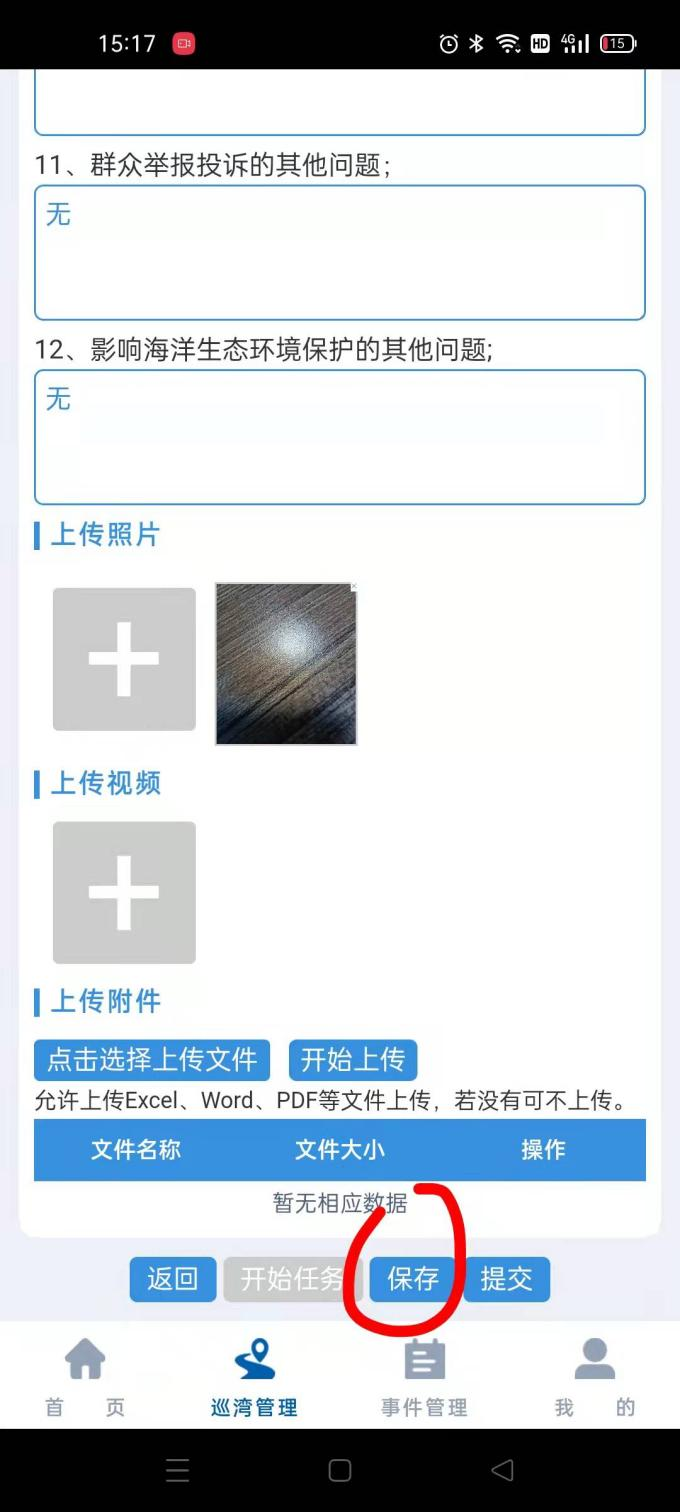 15:17 HD 4G 15
11、群众举报投诉的其他问题；
无
12、影响海洋生态环境保护的其他问题;
无
上传照片
上传视频
上传附件
点击选择上传文件 开始上传
允许上传Excel、Word、PDF等文件上传，若没有可不上传。
文件名称 文件大小 操作
暂无相应数据
返回 开始任务 保存 提交
首页 巡湾管理 事件管理 我的